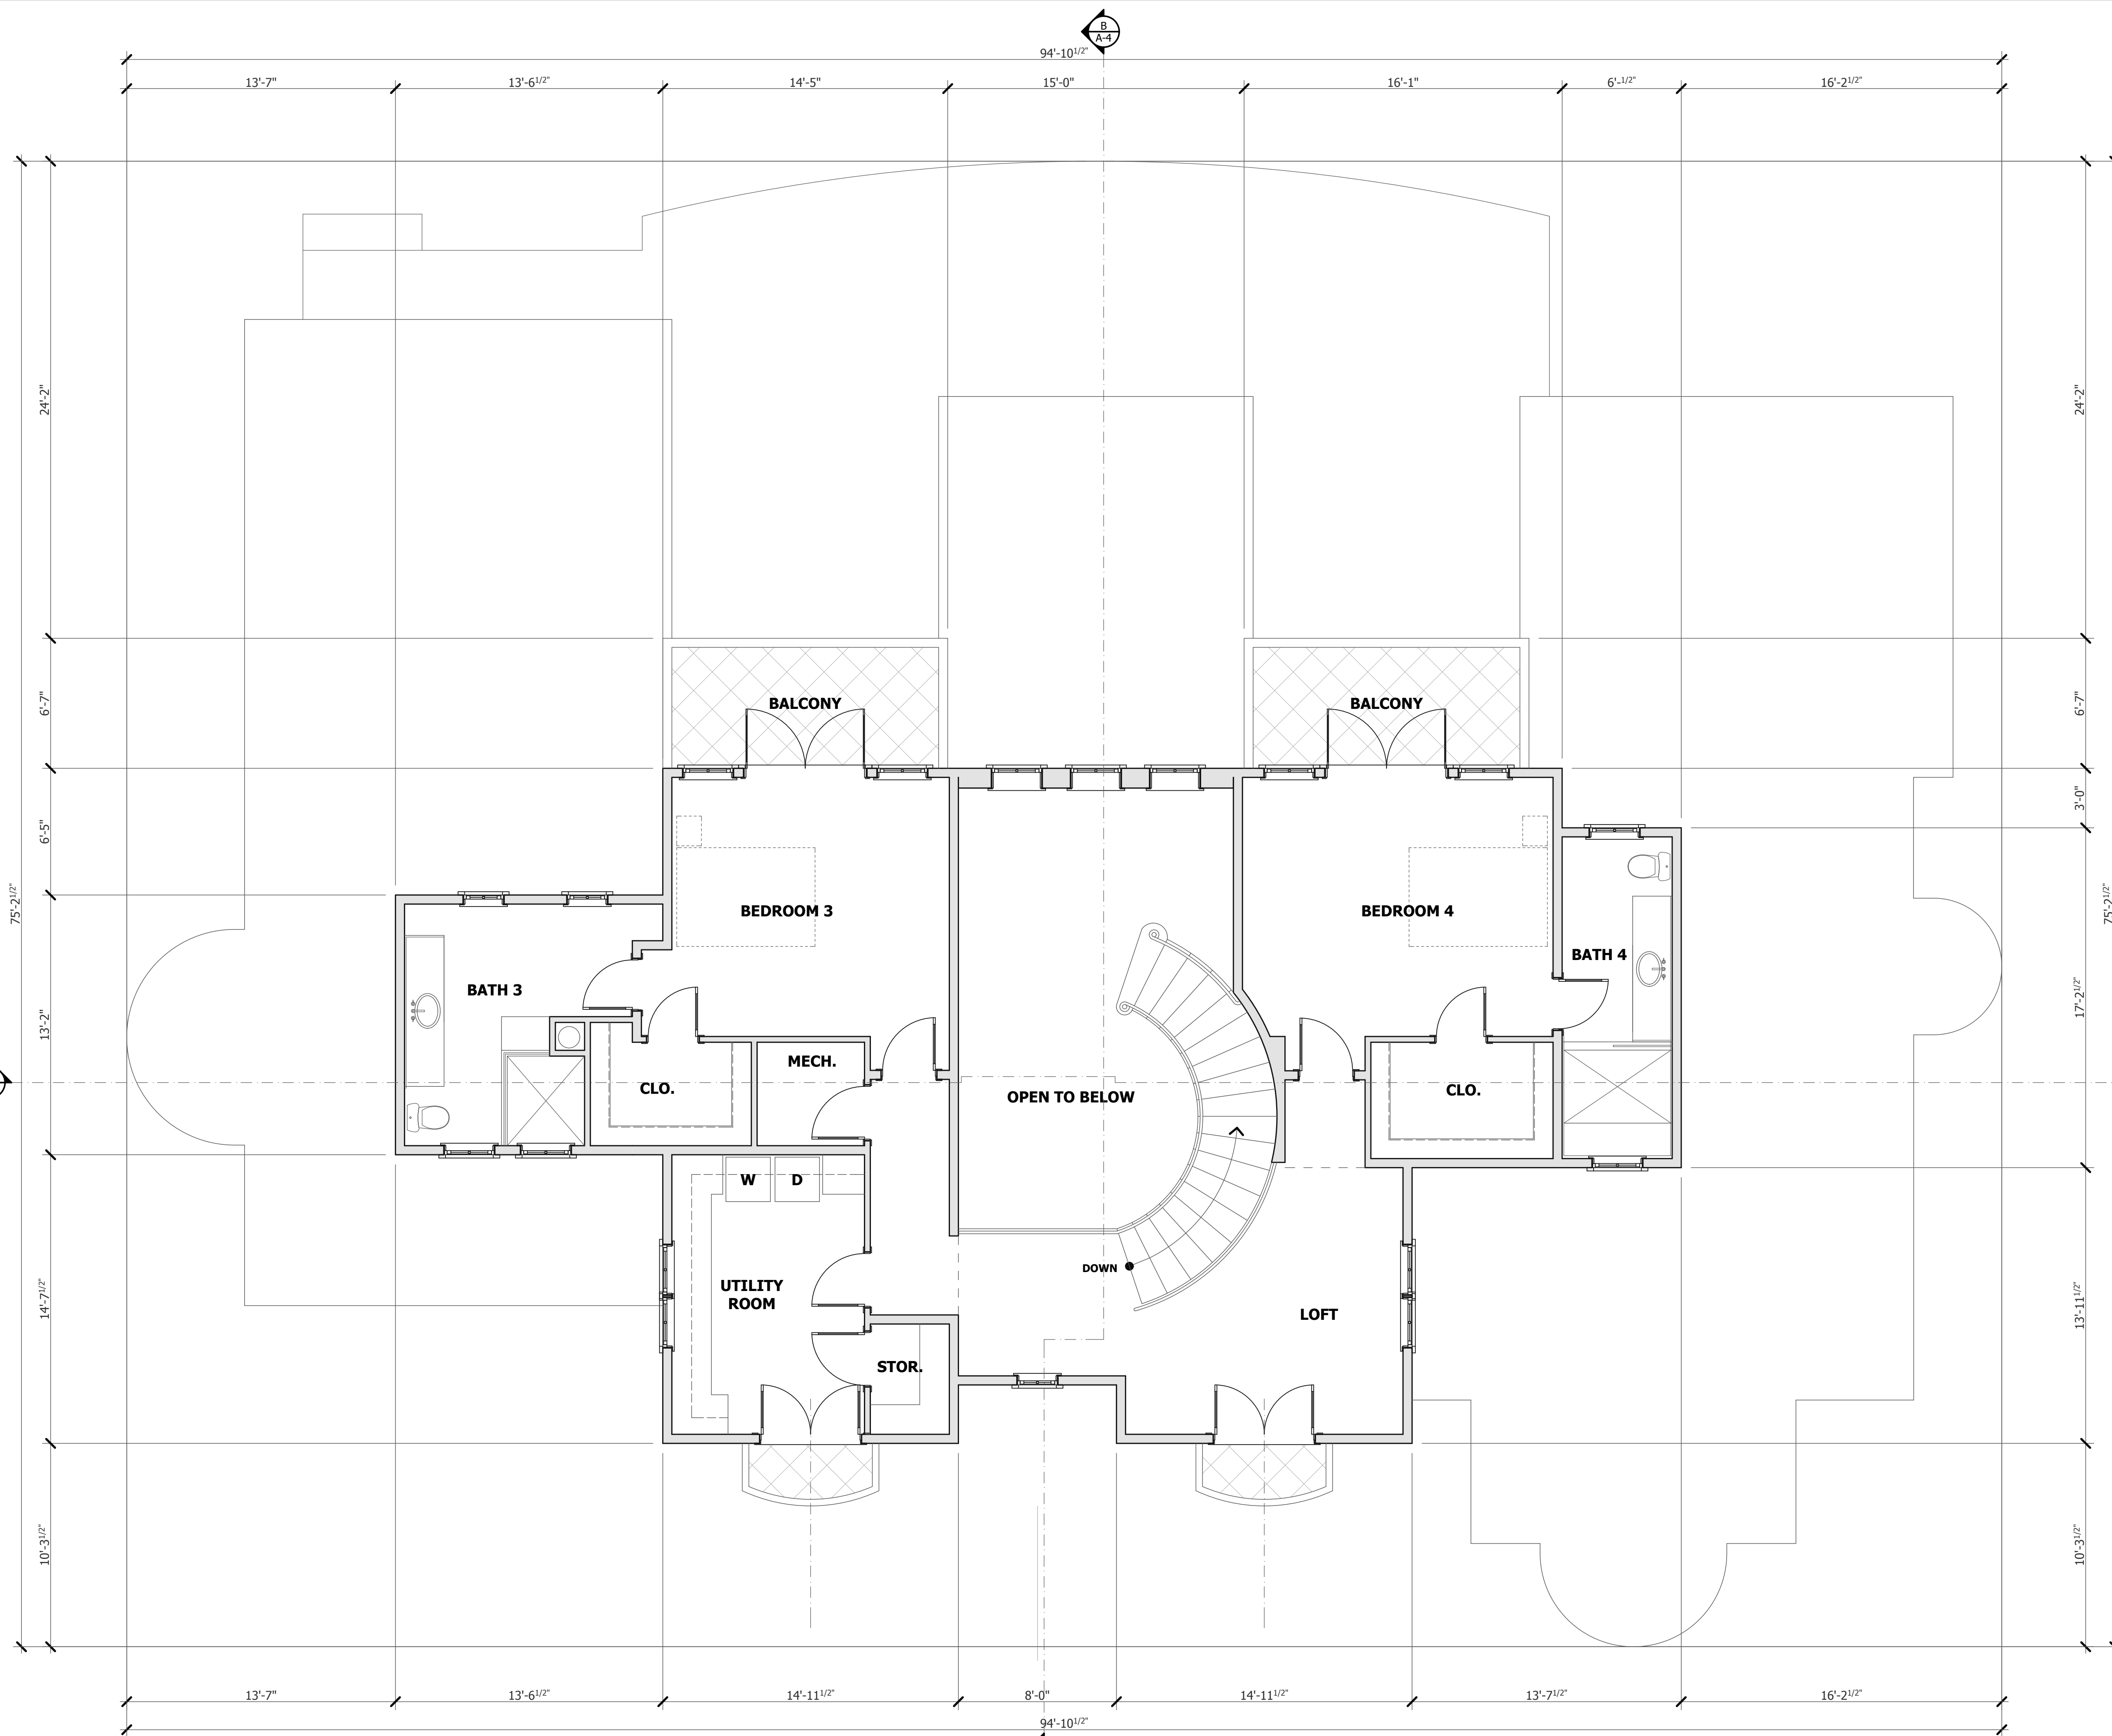 B
A-4
94'-10 1/2"
13'-7"
13'-6 1/2"
14'-5"
15'-0"
16'-1"
6'- 1/2"
16'-2 1/2"
24'-2"
24'-2"
6'-7"
6'-7"
BALCONY
BALCONY
3'-0"
6'-5"
75'-2 1/2"
75'-2 1/2"
BEDROOM 3
BEDROOM 4
BATH 4
BATH 3
13'-2"
17'-2 1/2"
MECH.
CLO.
CLO.
OPEN TO BELOW
W
D
DOWN
UTILITY
ROOM
LOFT
14'-7 1/2"
13'-11 1/2"
STOR.
10'-3 1/2"
10'-3 1/2"
13'-7"
13'-6 1/2"
14'-11 1/2"
8'-0"
14'-11 1/2"
13'-7 1/2"
16'-2 1/2"
94'-10 1/2"